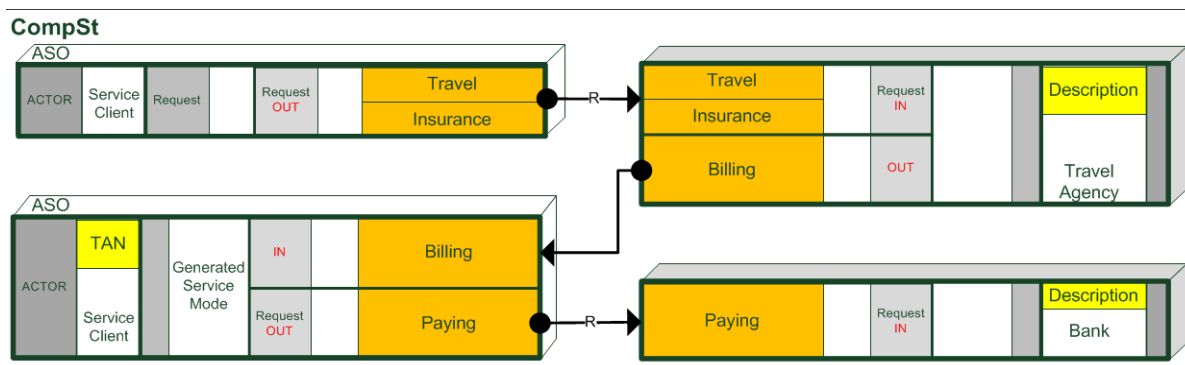 CompSt
ASO
ACTOR
Service
Client
Request
Request
OUT
Travel
Insurance
R
Travel
Insurance
Billing
Request
IN
OUT
Description
Travel
Agency
ASO
ACTOR
TAN
Service
Client
Generated
Service
Mode
IN
Request
OUT
Billing
Paying
R
Paying
Request
IN
Description
Bank